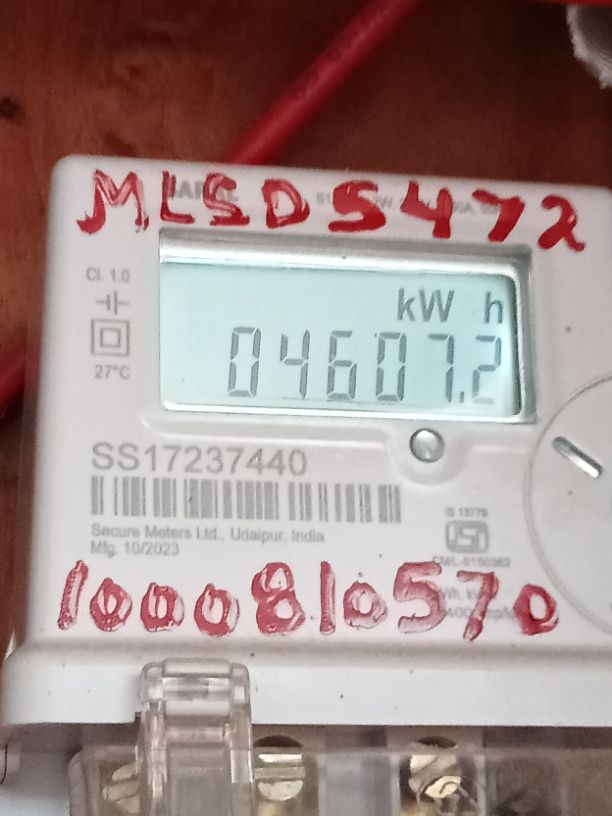 MLSD5472
Cl. 1.0
kW h
04607.2
27°C
SS17237440
IS 13779
Secure Meters Ltd., Udaipur, India
Mfg. 10/2023
1000810570